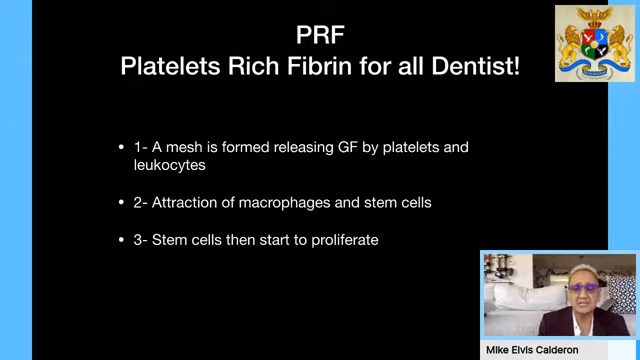 PRF
Platelets Rich Fibrin for all Dentist!
• 1- A mesh is formed releasing GF by platelets and
leukocytes
• 2- Attraction of macrophages and stem cells
• 3- Stem cells then start to proliferate
Mike Elvis Calderon